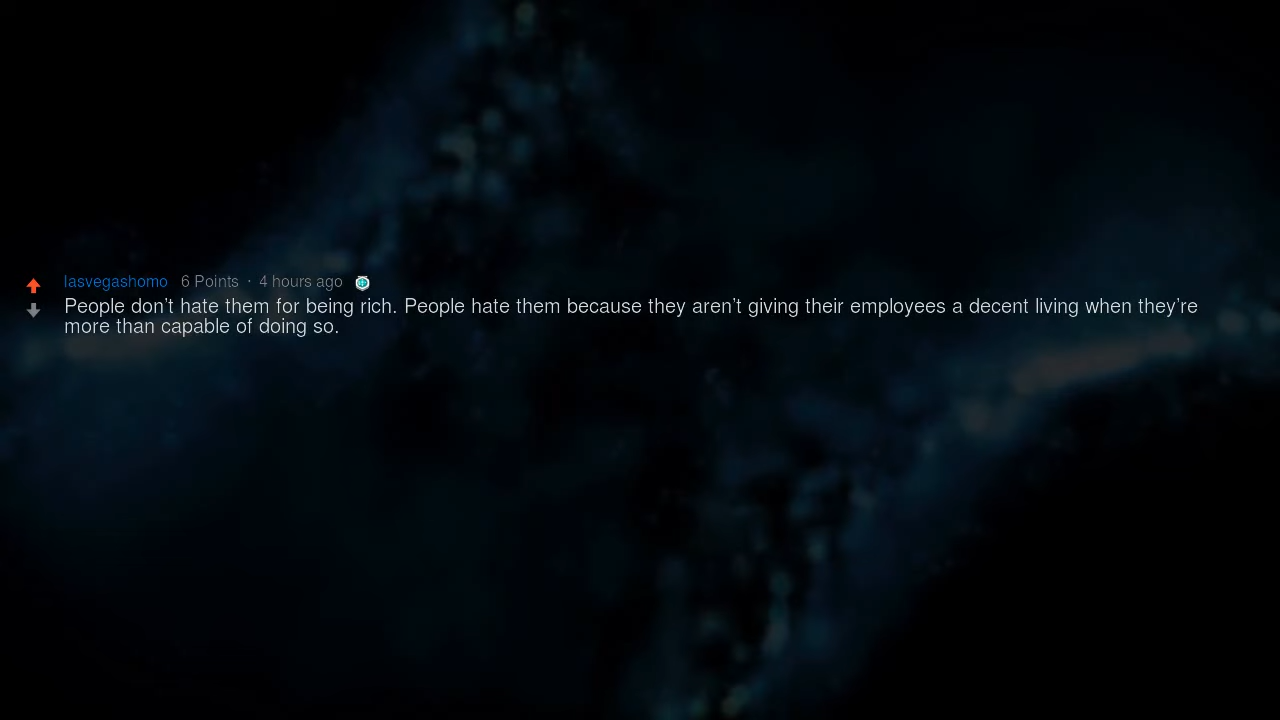 lasvegashomo 6 Points · 4 hours ago
People don't hate them for being rich. People hate them because they aren't giving their employees a decent living when they're
more than capable of doing so.